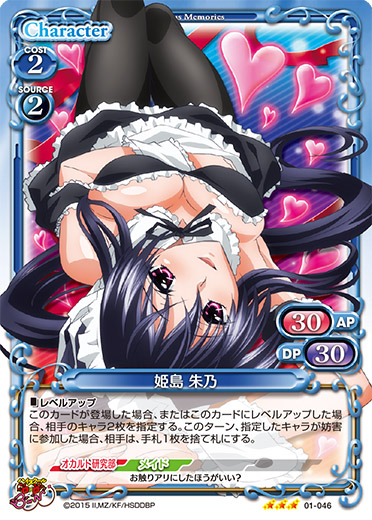 us Memories
Character
COST
2
SOURCE
2
30 AP
DP 30
姫島 朱乃
■レベルアップ
このカードが登場した場合、またはこのカードにレベルアップした場
合、相手のキャラ2枚を指定する。このターン、指定したキャラが妨害
に参加した場合、相手は、手札1枚を捨て札にする。
オカルト研究部 メイド
お触りアリにしたほうがいい?
©2015 II,MZ/KF/HSDDBP
01-046